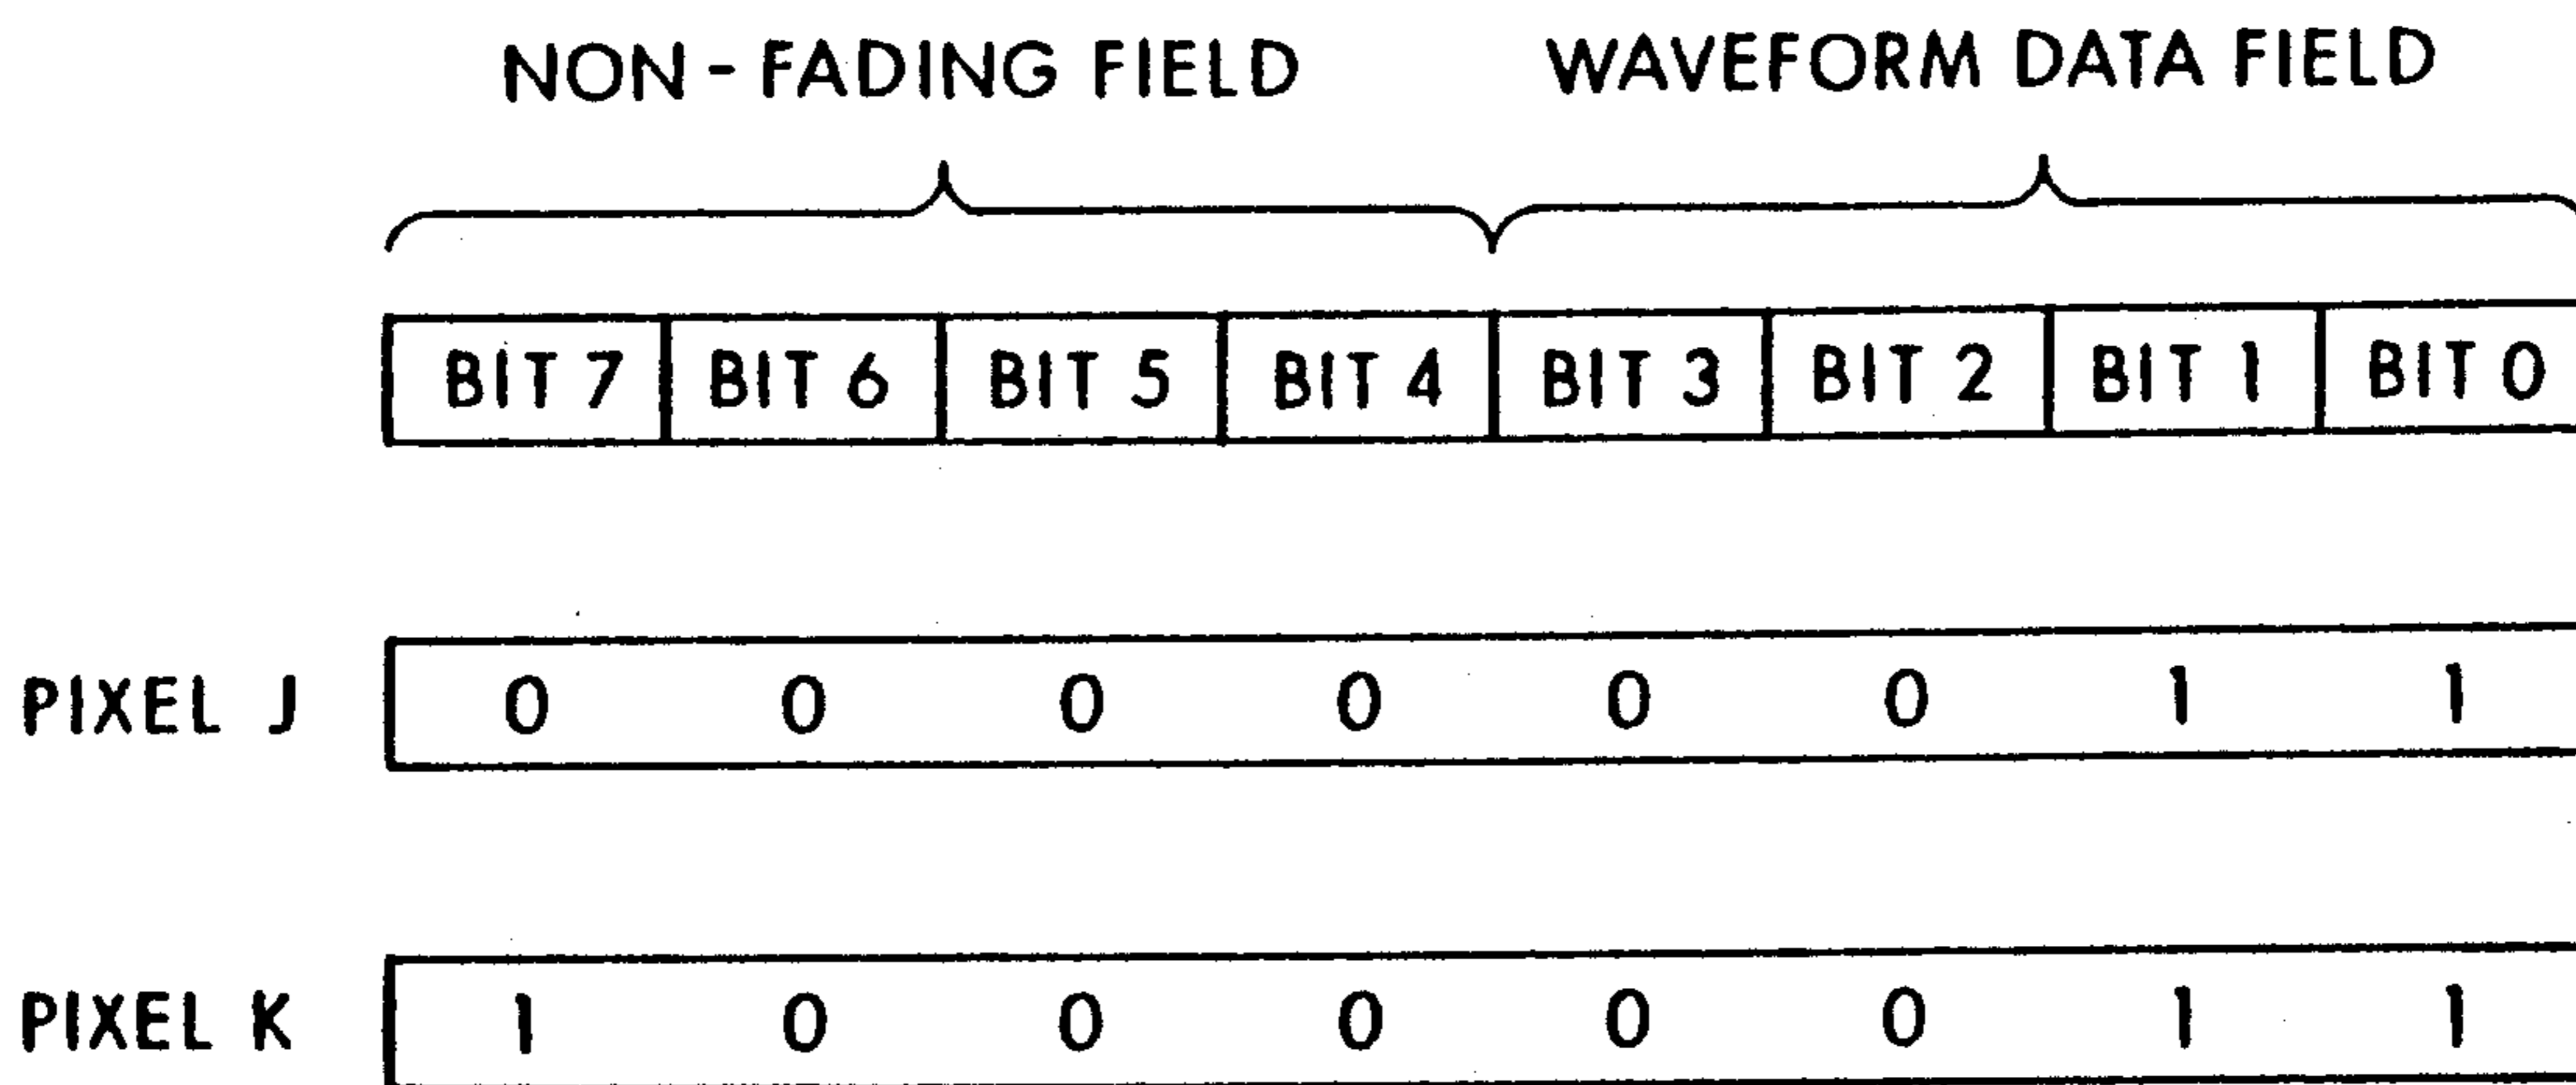 NON - FADING FIELD WAVEFORM DATA FIELD
BIT 7 BIT 6 BIT 5 BIT 4 BIT 3 BIT 2 BIT 1 BIT 0
PIXEL J 0 0 0 0 0 0 1 1
PIXEL K 1 0 0 0 0 0 1 1